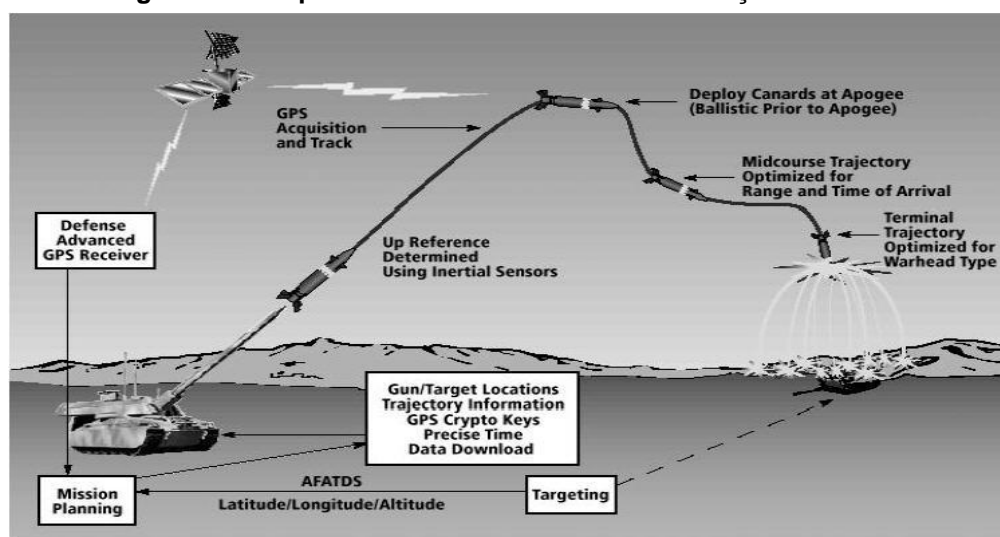 GPS
Acquisition
and Track
Deploy Canards at Apogee
(Ballistic Prior to Apogee)
Midcourse Trajectory
Optimized for
Range and Time of Arrival
Terminal
Trajectory
Optimized for
Warhead Type
Defense
Advanced
GPS Receiver
Up Reference
Determined
Using Inertial Sensors
Gun/Target Locations
Trajectory Information
GPS Crypto Keys
Precise Time
Data Download
Mission
Planning
AFATDS
Latitude/Longitude/Altitude
Targeting